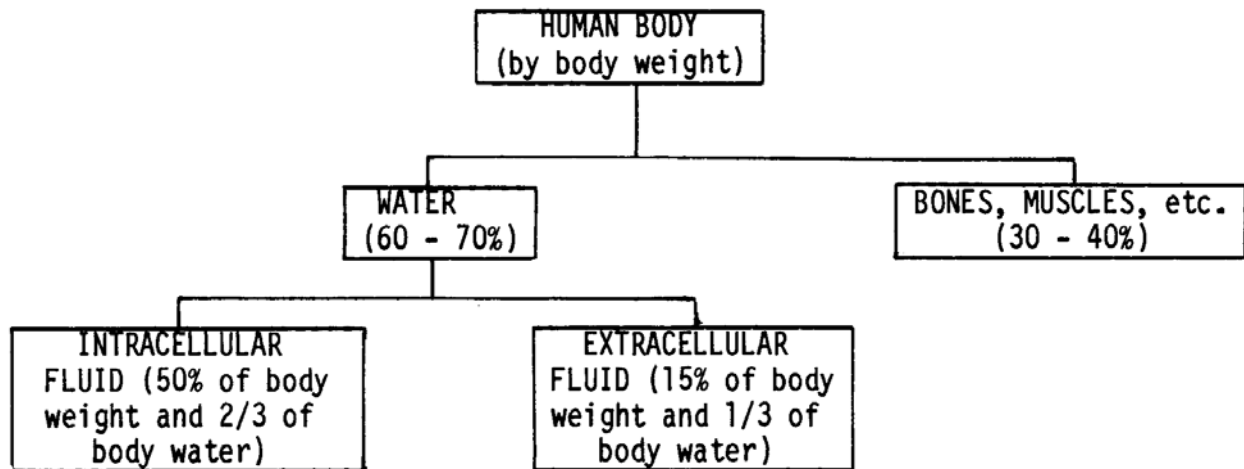 HUMAN BODY
(by body weight)
WATER
(60 - 70%)
BONES, MUSCLES, etc.
(30 - 40%)
INTRACELLULAR
FLUID (50% of body
weight and 2/3 of
body water)
EXTRACELLULAR
FLUID (15% of body
weight and 1/3 of
body water)